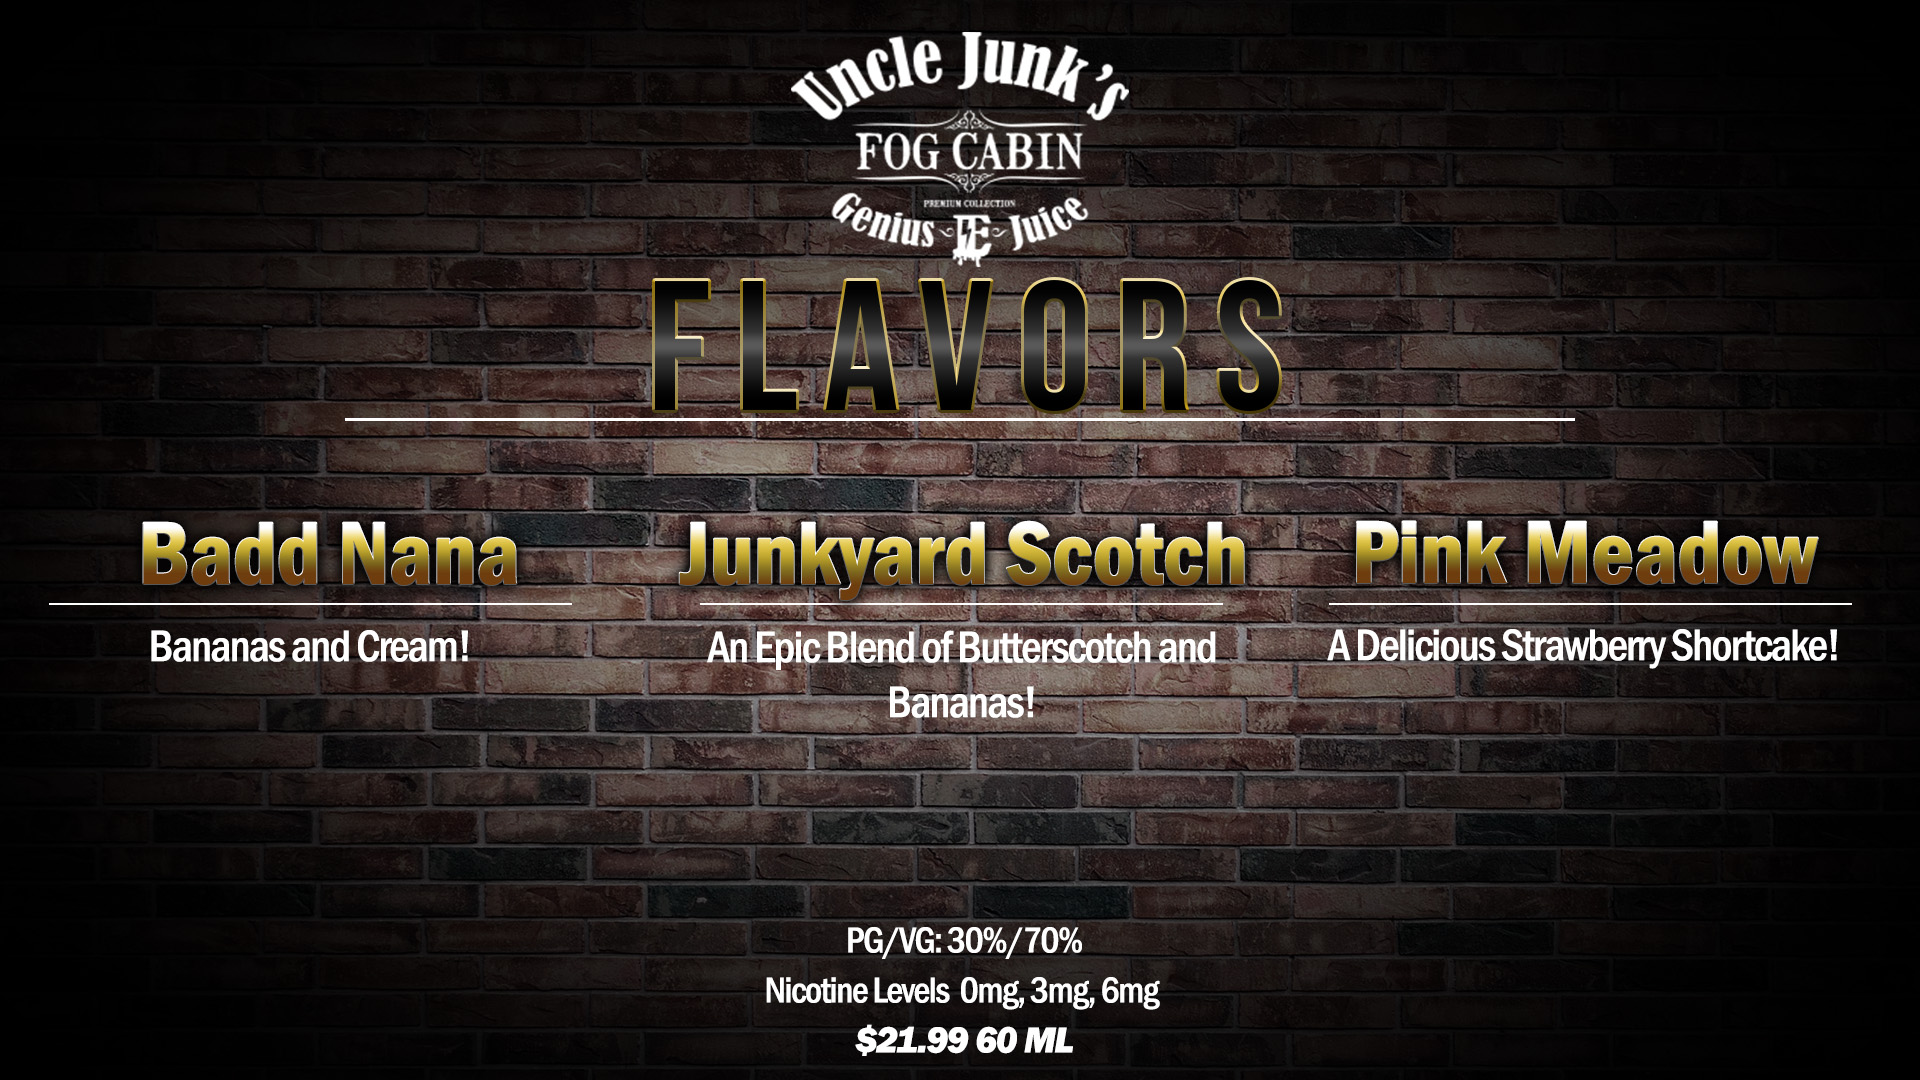 Uncle Junk's
FOG CABIN
PREMIUM COLLECTION
Genius Juice
FLAVORS
Badd Nana
Bananas and Cream!
Junkyard Scotch
An Epic Blend of Butterscotch and
Bananas!
Pink Meadow
A Delicious Strawberry Shortcake!
PG/VG: 30%/70%
Nicotine Levels 0mg, 3mg, 6mg
$21.99 60 ML